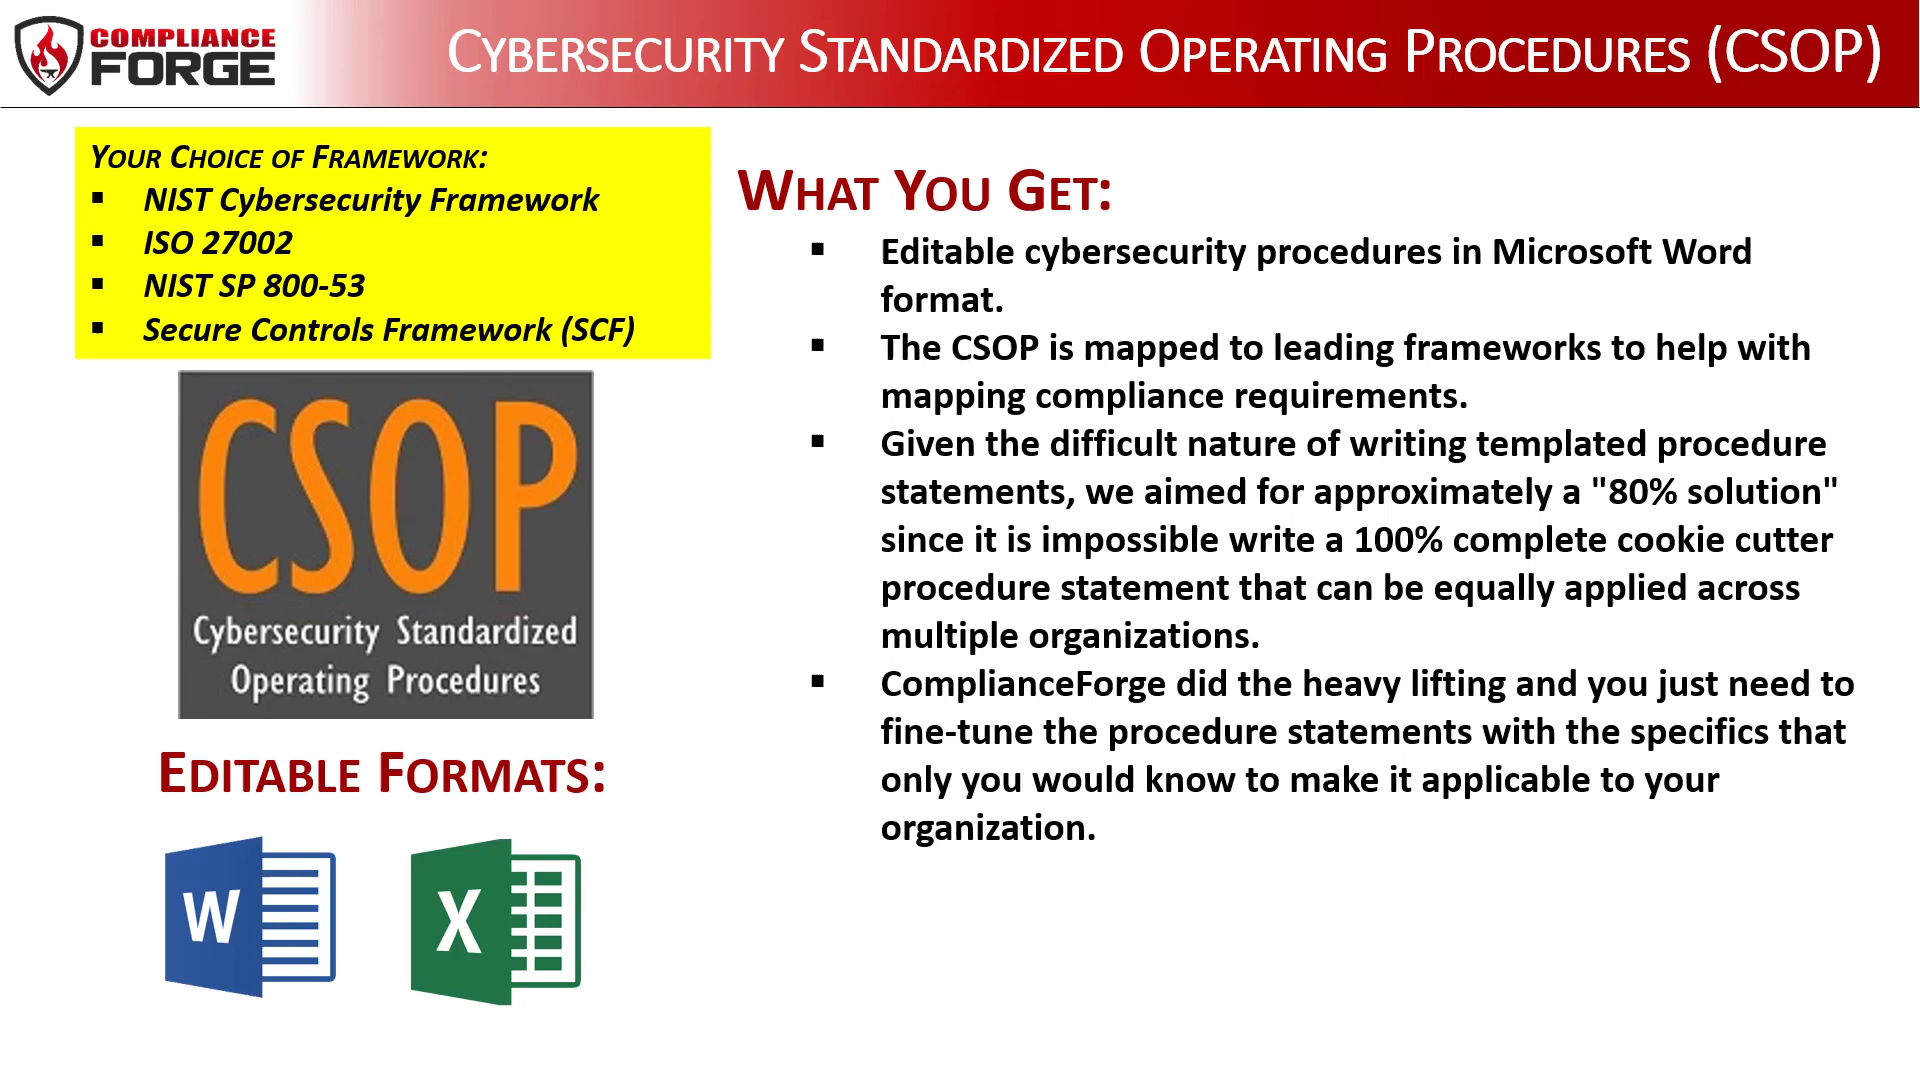 COMPLIANCE
FORGE
CYBERSECURITY STANDARDIZED OPERATING PROCEDURES (CSOP)
YOUR CHOICE OF FRAMEWORK:
▪ NIST Cybersecurity Framework
▪ ISO 27002
▪ NIST SP 800-53
▪ Secure Controls Framework (SCF)
CSOP
Cybersecurity Standardized
Operating Procedures
EDITABLE FORMATS:
W
X
WHAT YOU GET:
▪ Editable cybersecurity procedures in Microsoft Word
format.
▪ The CSOP is mapped to leading frameworks to help with
mapping compliance requirements.
▪ Given the difficult nature of writing templated procedure
statements, we aimed for approximately a "80% solution"
since it is impossible write a 100% complete cookie cutter
procedure statement that can be equally applied across
multiple organizations.
▪ ComplianceForge did the heavy lifting and you just need to
fine-tune the procedure statements with the specifics that
only you would know to make it applicable to your
organization.